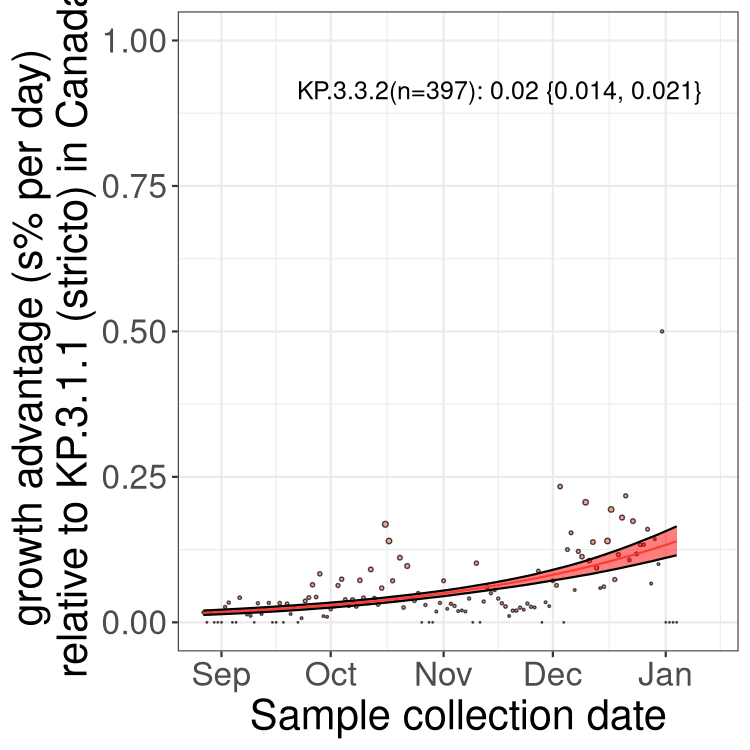 growth advantage (s% per day)
relative to KP.3.1.1 (stricto) in Canada
1.00
KP.3.3.2(n=397): 0.02 {0.014, 0.021}
0.75
0.50
0.25
0.00
Sep Oct Nov Dec Jan
Sample collection date